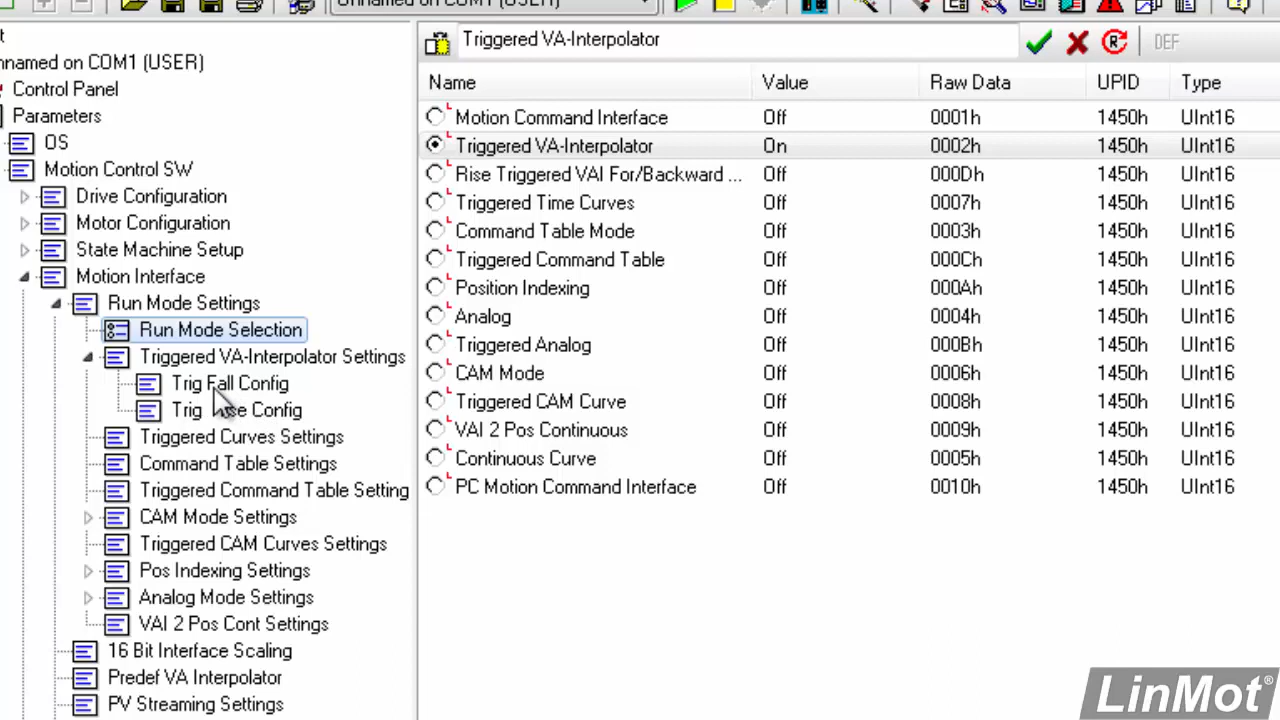 Unnamed on COM1 (USER)
t
nnamed on COM1 (USER)
Control Panel
Parameters
OS
Motion Control SW
Drive Configuration
Motor Configuration
State Machine Setup
Motion Interface
Run Mode Settings
Run Mode Selection
Triggered VA-Interpolator Settings
Trig Fall Config
Trig Config
Triggered Curves Settings
Command Table Settings
Triggered Command Table Setting
CAM Mode Settings
Triggered CAM Curves Settings
Pos Indexing Settings
Analog Mode Settings
VAI 2 Pos Cont Settings
16 Bit Interface Scaling
Predef VA Interpolator
PV Streaming Settings
Triggered VA-Interpolator
DEF
Name Value Raw Data UPID Type
Motion Command Interface Off 0001h 1450h UInt16
Triggered VA-Interpolator On 0002h 1450h UInt16
Rise Triggered VAI For/Backward ... Off 000Dh 1450h UInt16
Triggered Time Curves Off 0007h 1450h UInt16
Command Table Mode Off 0003h 1450h UInt16
Triggered Command Table Off 000Ch 1450h UInt16
Position Indexing Off 000Ah 1450h UInt16
Analog Off 0004h 1450h UInt16
Triggered Analog Off 000Bh 1450h UInt16
CAM Mode Off 0006h 1450h UInt16
Triggered CAM Curve Off 0008h 1450h UInt16
VAI 2 Pos Continuous Off 0009h 1450h UInt16
Continuous Curve Off 0005h 1450h UInt16
PC Motion Command Interface Off 0010h 1450h UInt16
LinMot®